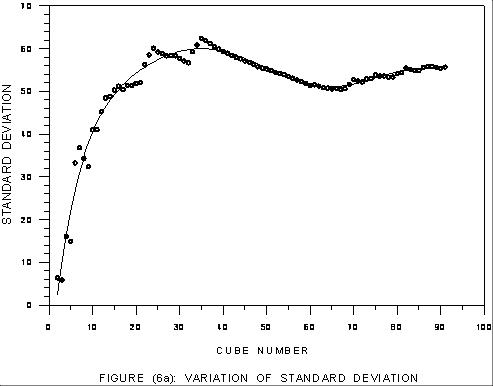 70
60
50
40
30
20
10
0
STANDARD DEVIATION
0 10 20 30 40 50 60 70 80 90 100
CUBE NUMBER
FIGURE (6a): VARIATION OF STANDARD DEVIATION